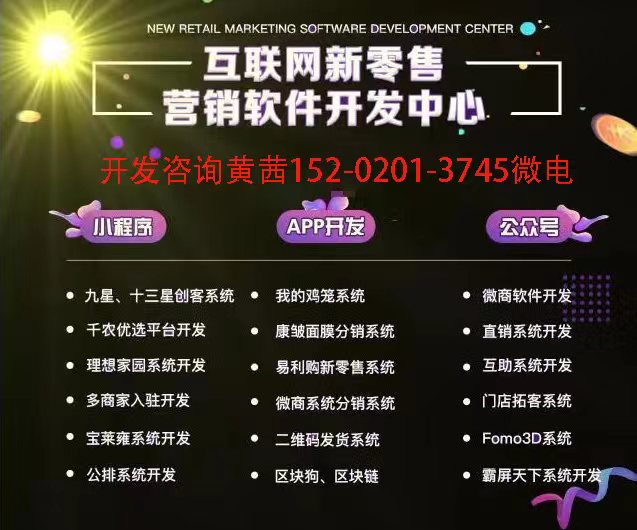 NEW RETAIL MARKETING SOFTWARE DEVELOPMENT CENTER
互联网新零售
营销软件开发中心
开发咨询黄茜152-0201-3745微电
小程序
九星、十三星创客系统
千农优选平台开发
理想家园系统开发
多商家入驻开发
宝莱雍系统开发
公排系统开发
APP开发
我的鸡笼系统
康皱面膜分销系统
易利购新零售系统
微商系统分销系统
二维码发货系统
区块狗、区块链
公众号
微商软件开发
直销系统开发
互助系统开发
门店拓客系统
Fomo3D系统
霸屏天下系统开发